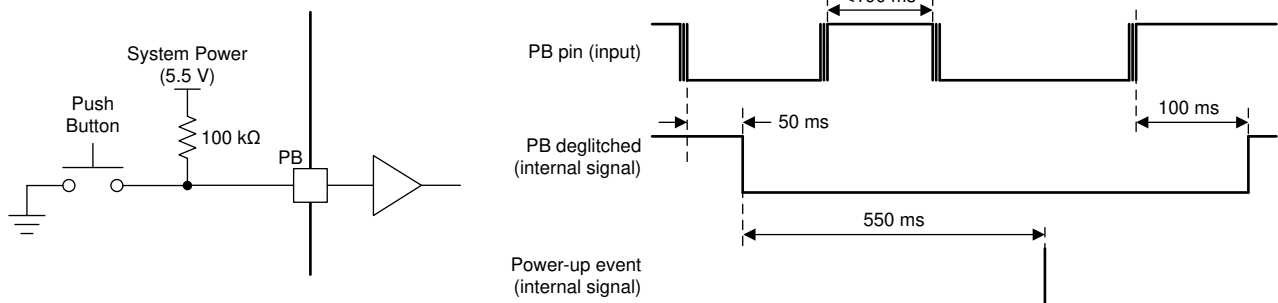 System Power
(5.5 V)
Push
Button
100 kΩ
PB
PB pin (input)
100 ms
50 ms
PB deglitched
(internal signal)
550 ms
Power-up event
(internal signal)